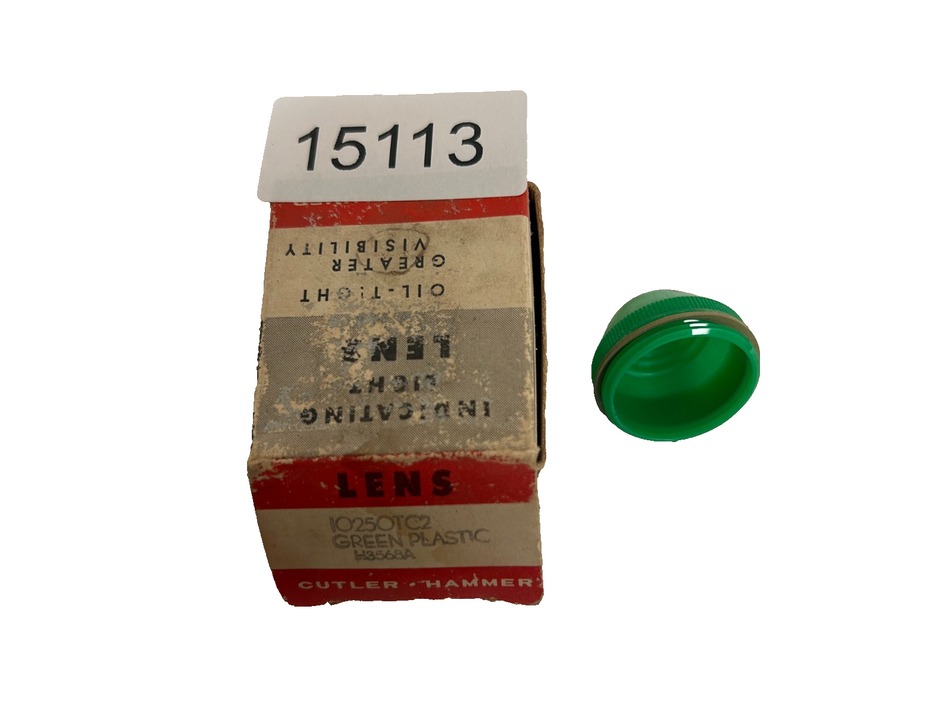 15113
INDICATING
LIGHT
LENS
OIL-TIGHT
GREATER
VISIBILITY
LENS
10250TC2
GREEN PLASTIC
H3568A
CUTLER-HAMMER